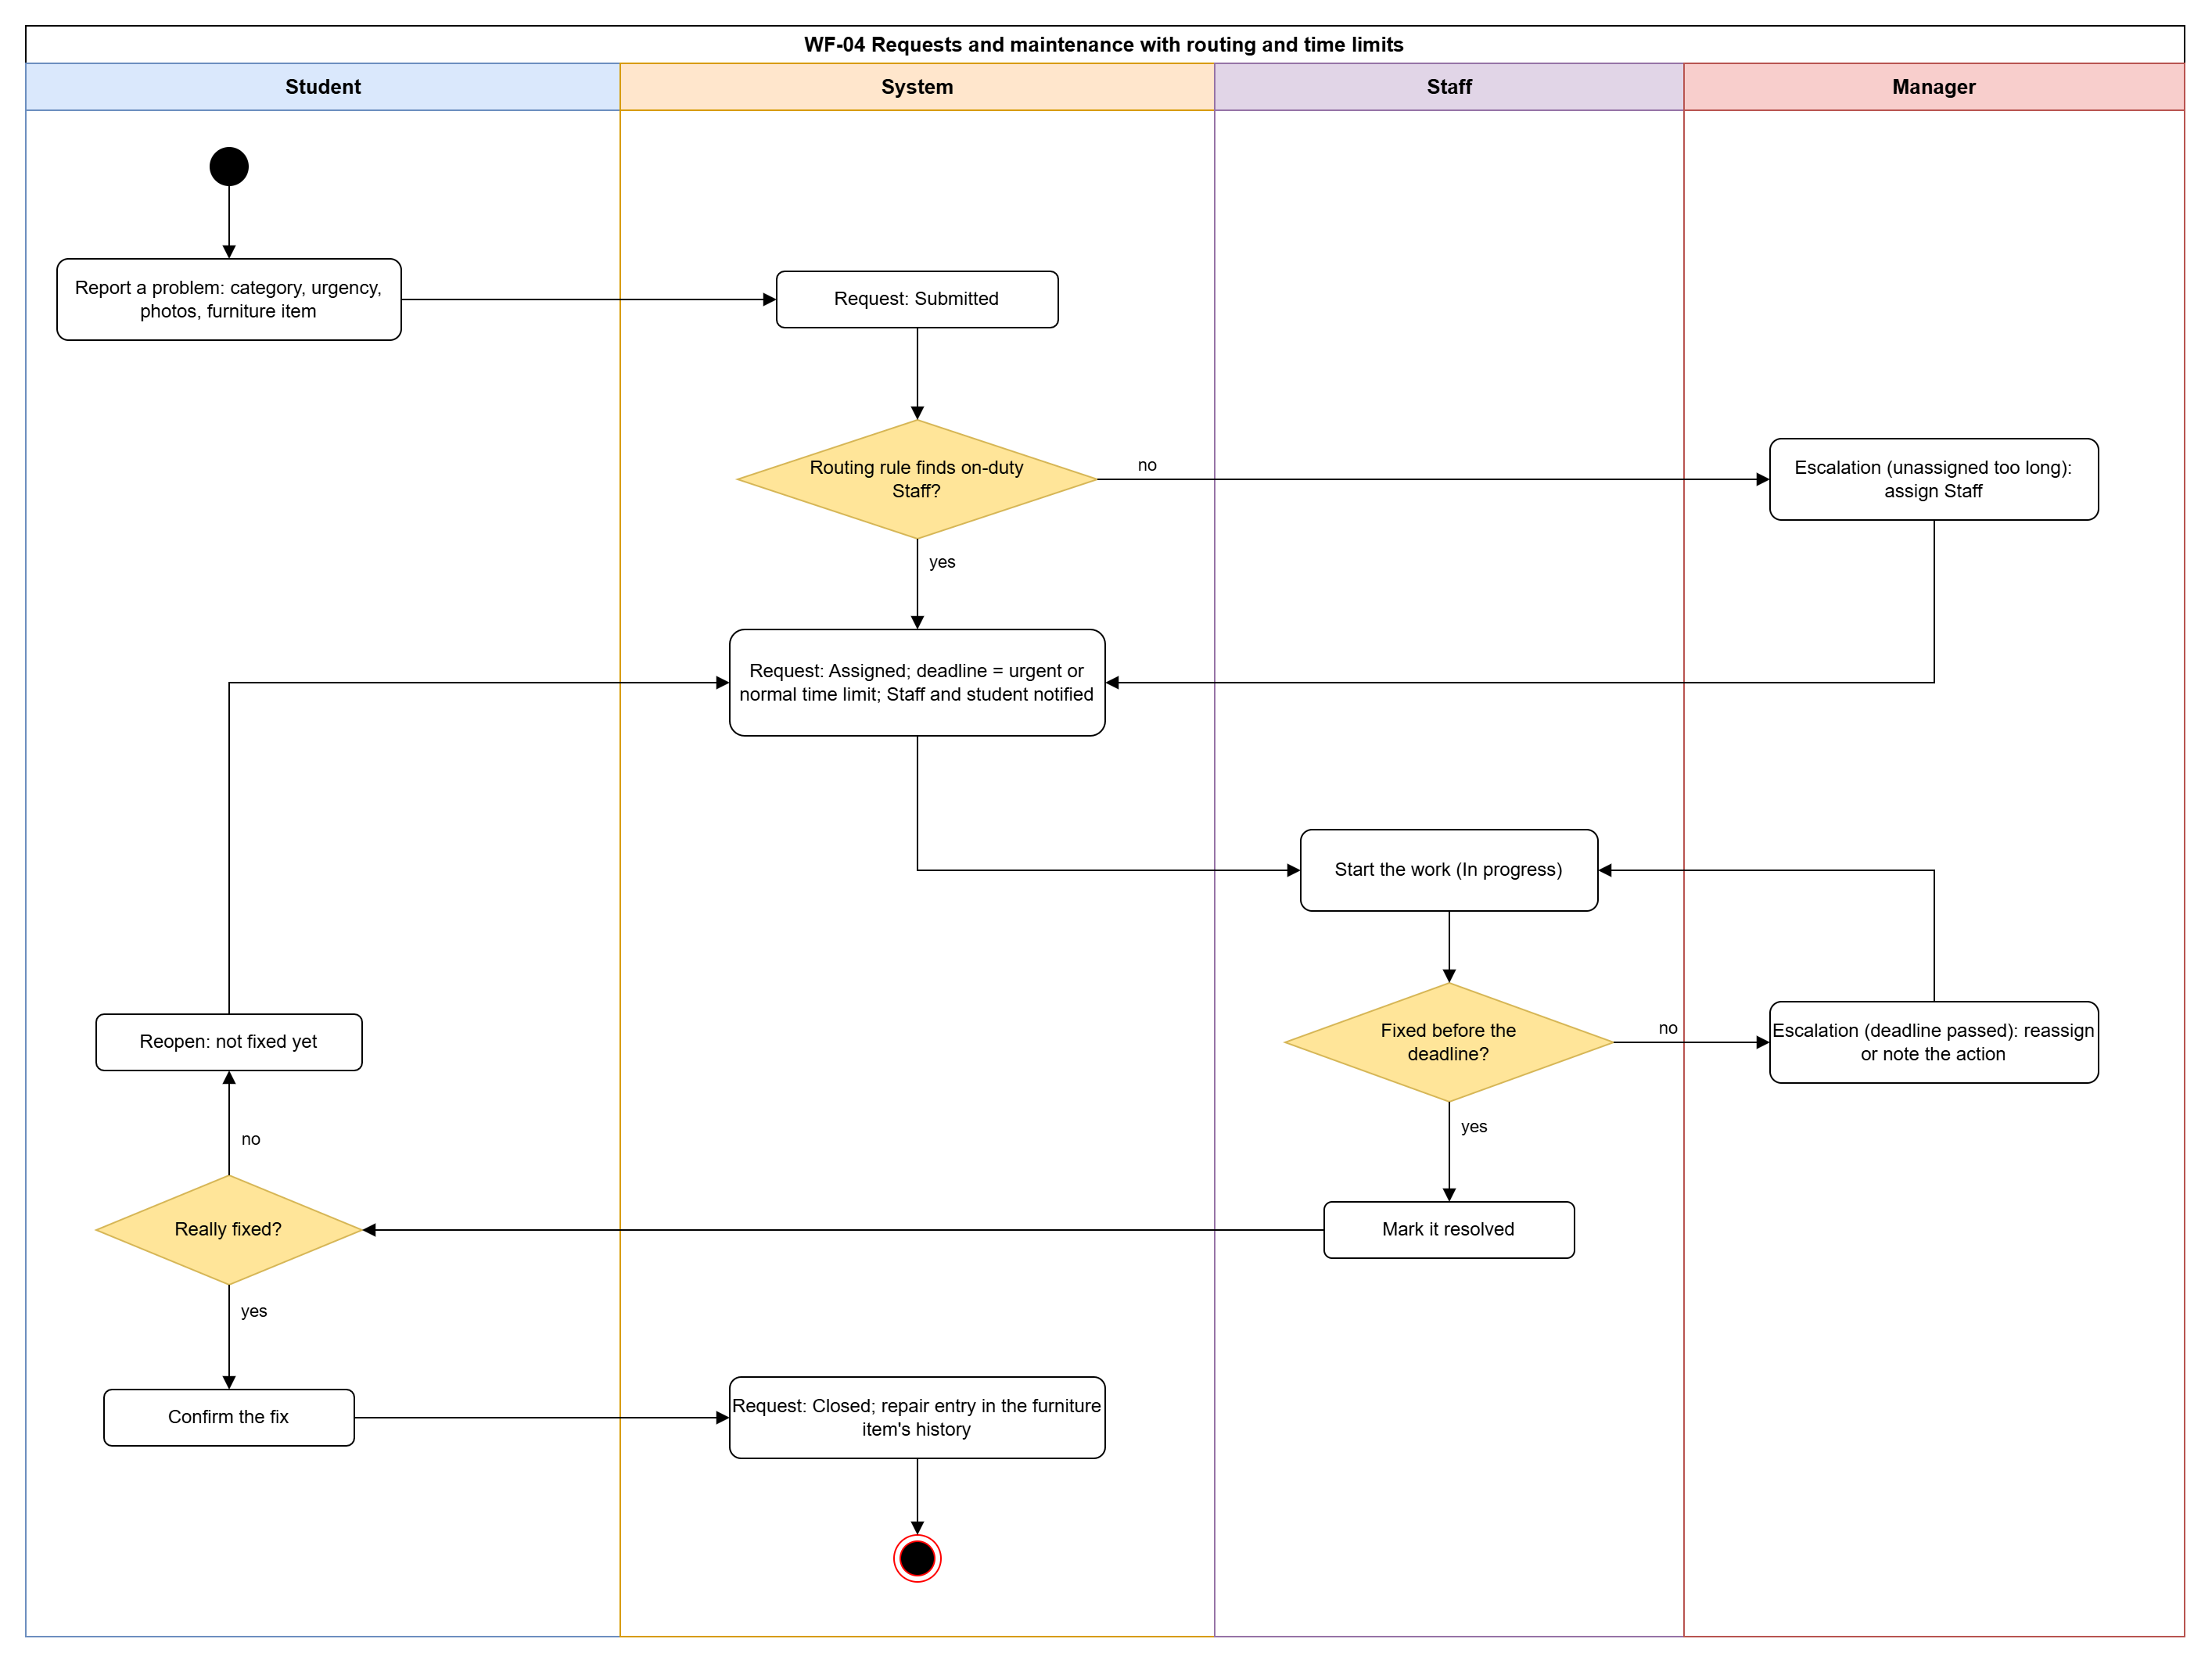 WF-04 Requests and maintenance with routing and time limits
Student
System
Staff
Manager
Report a problem: category, urgency,
photos, furniture item
Request: Submitted
Routing rule finds on-duty
Staff?
no
Escalation (unassigned too long):
assign Staff
yes
Request: Assigned; deadline = urgent or
normal time limit; Staff and student notified
Start the work (In progress)
Reopen: not fixed yet
Fixed before the
deadline?
no
Escalation (deadline passed): reassign
or note the action
no
yes
Really fixed?
Mark it resolved
yes
Confirm the fix
Request: Closed; repair entry in the furniture
item's history